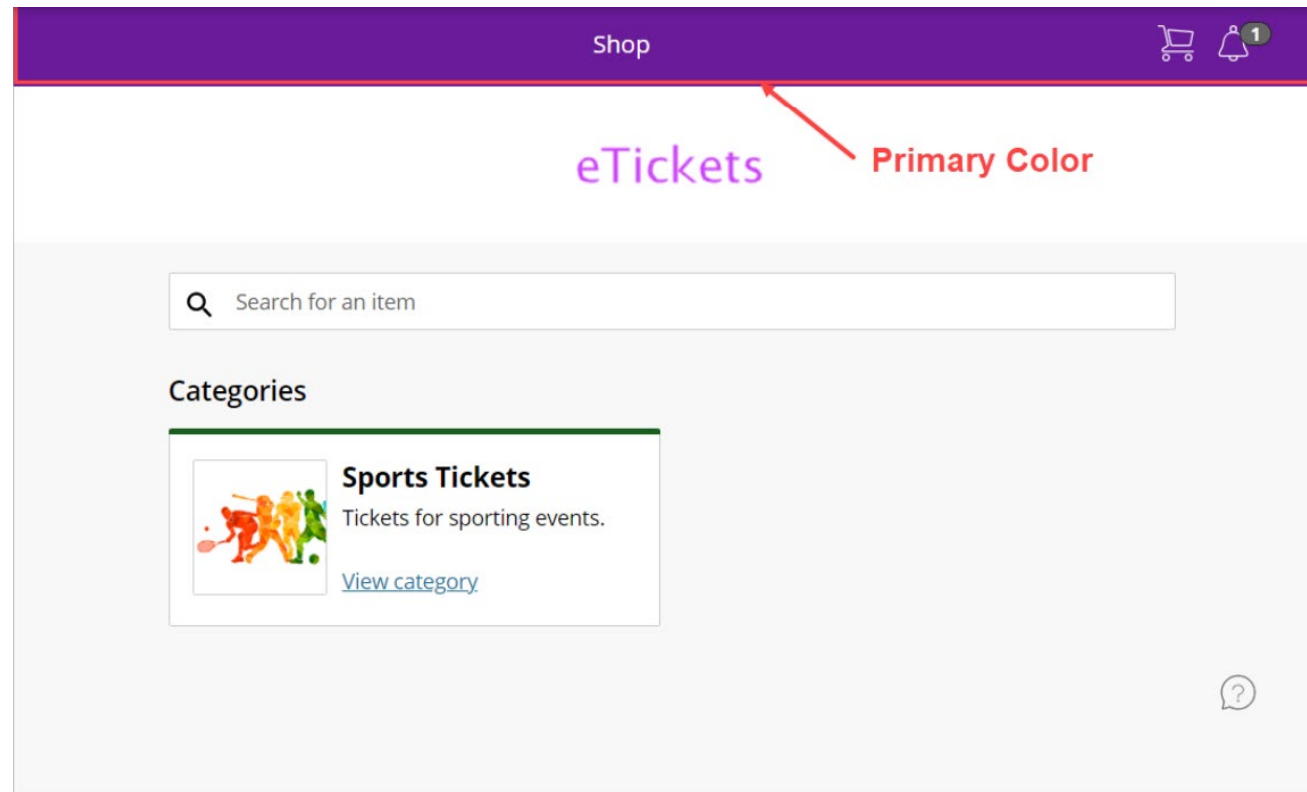 Shop
1
eTickets
Primary Color
Search for an item
Categories
Sports Tickets
Tickets for sporting events.
View category
?